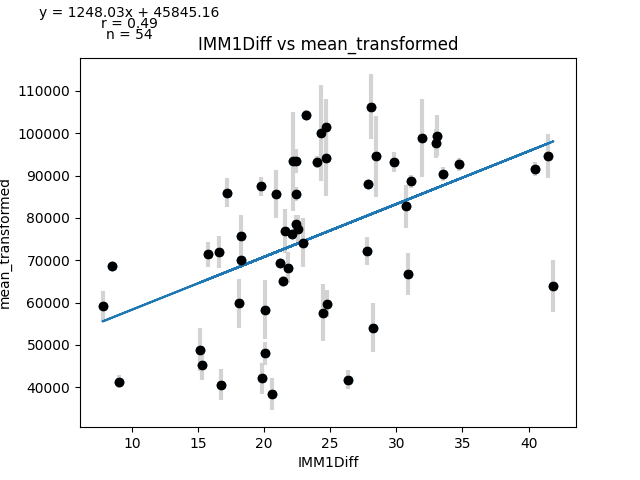 y = 1248.03x + 45845.16
r = 0.49
n = 54
IMM1Diff vs mean_transformed
mean_transformed
110000
100000
90000
80000
70000
60000
50000
40000
10 15 20 25 30 35 40
IMM1Diff